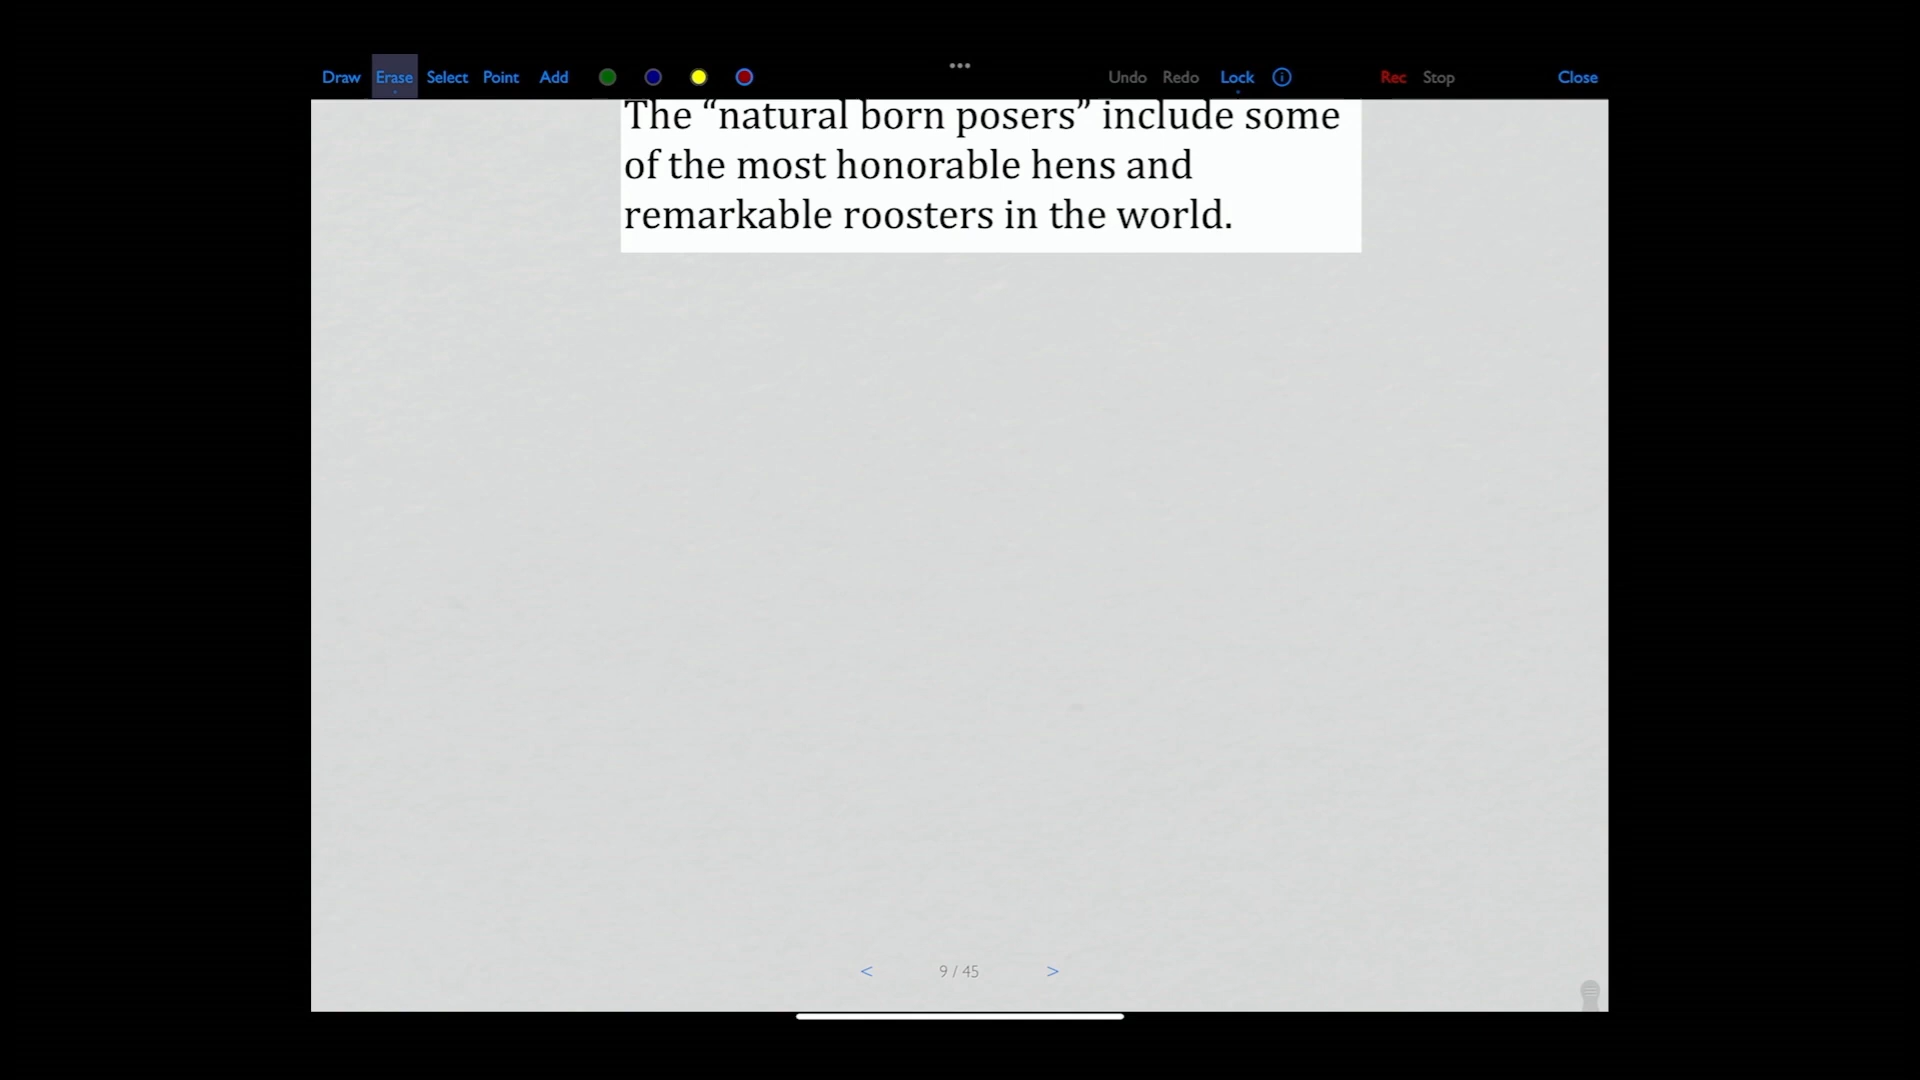 Draw Erase Select Point Add ... Undo Redo Lock i Rec Stop Close
The “natural born posers” include some
of the most honorable hens and
remarkable roosters in the world.
< 9 / 45 >